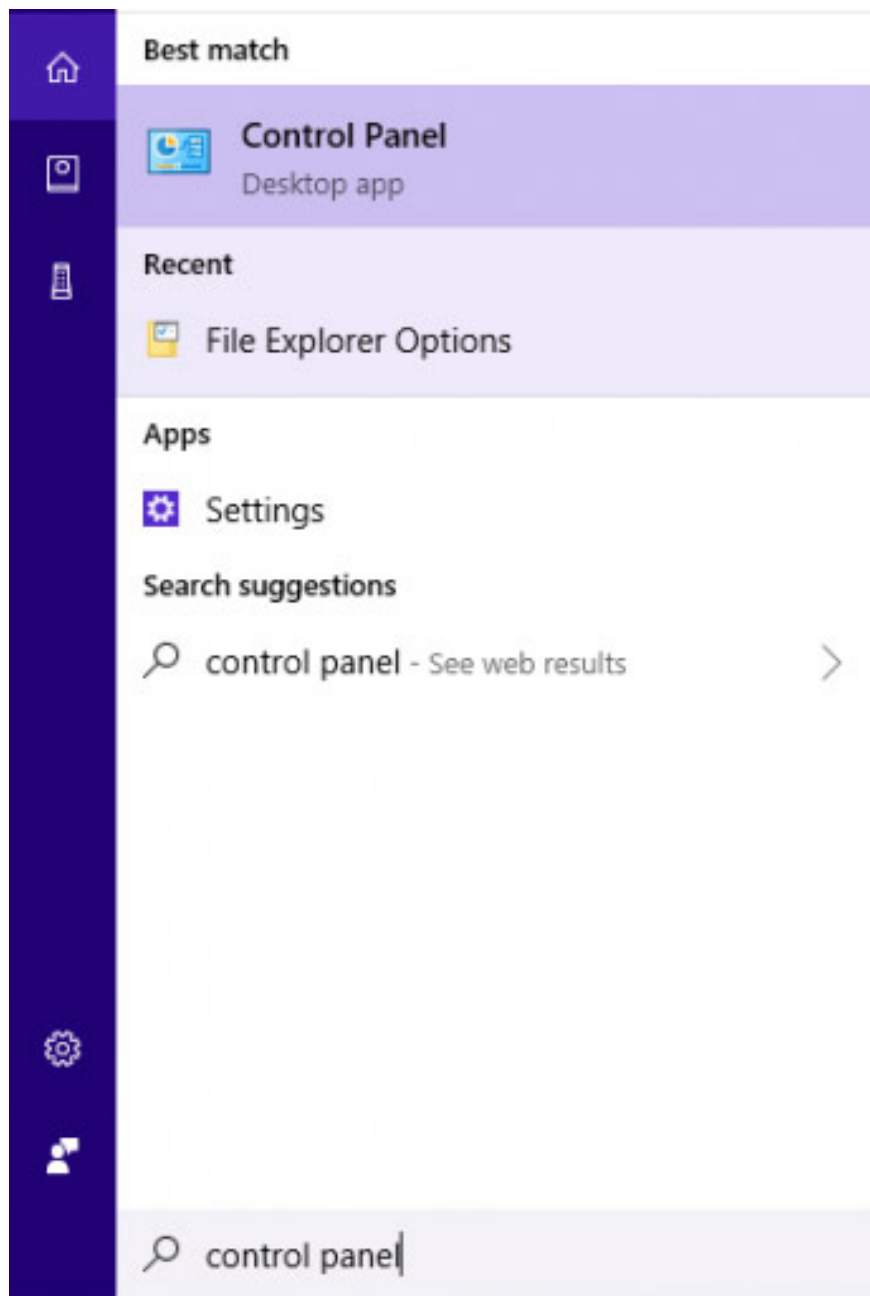 Best match
Control Panel
Desktop app
Recent
File Explorer Options
Apps
Settings
Search suggestions
control panel - See web results
control panel